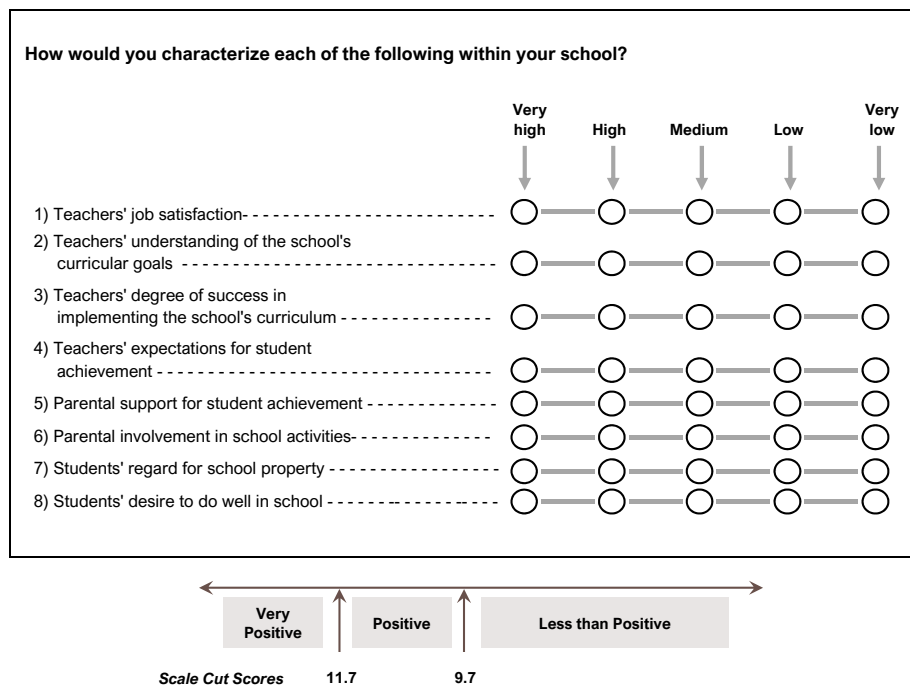 How would you characterize each of the following within your school?
Very
high
High
Medium
Low
Very
low
1) Teachers' job satisfaction- - - - - - - - - - - - - - - - - - - - - - - - - -
2) Teachers' understanding of the school's
curricular goals - - - - - - - - - - - - - - - - - - - - - - - - - - - - - - - -
3) Teachers' degree of success in
implementing the school's curriculum - - - - - - - - - - - - - - -
4) Teachers' expectations for student
achievement - - - - - - - - - - - - - - - - - - - - - - - - - - - - - - - - - -
5) Parental support for student achievement - - - - - - - - - - - - -
6) Parental involvement in school activities- - - - - - - - - - - - - -
7) Students' regard for school property - - - - - - - - - - - - - - - - -
8) Students' desire to do well in school - - - - - - -- - - - - - -- - - -
Very
Positive
Positive
Less than Positive
Scale Cut Scores 11.7 9.7